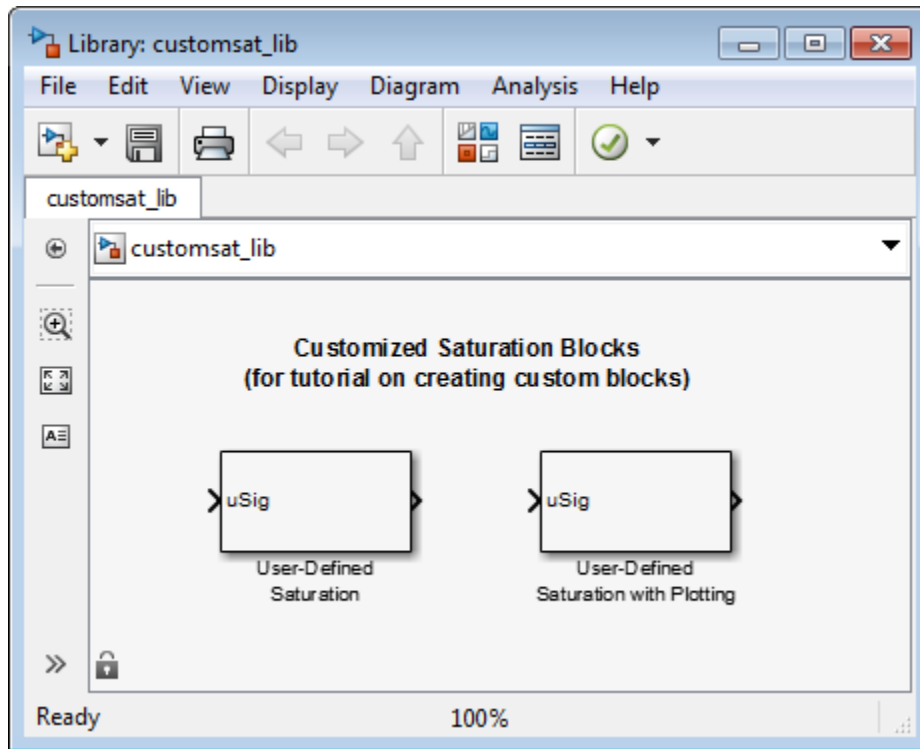 Library: customsat_lib
File Edit View Display Diagram Analysis Help
customsat_lib
customsat_lib
Customized Saturation Blocks
(for tutorial on creating custom blocks)
uSig
User-Defined
Saturation
uSig
User-Defined
Saturation with Plotting
Ready 100%